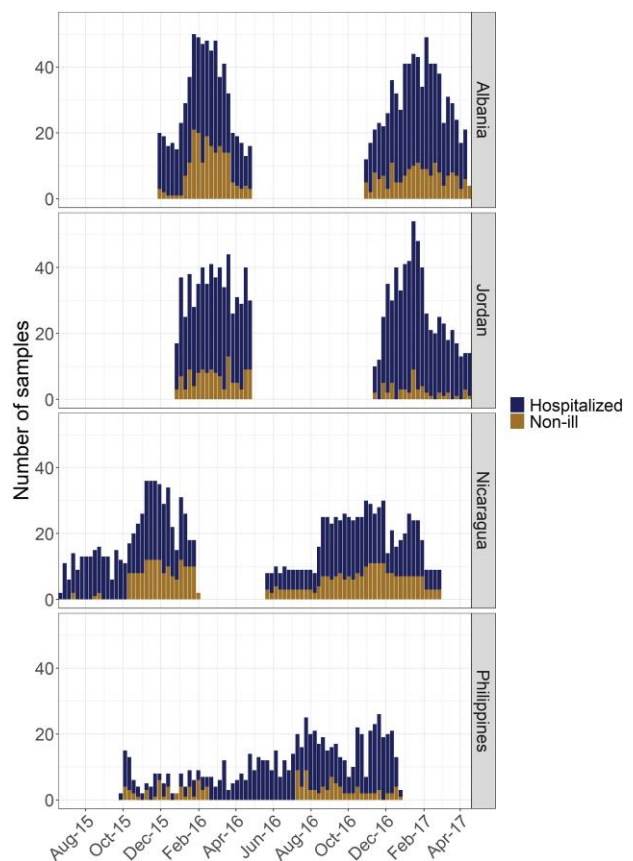 40
20
0
Albania
40
20
0
Jordan
Number of samples
40
20
0
Nicaragua
40
20
0
Philippines
Hospitalized
Non-ill
Aug-15
Oct-15
Dec-15
Feb-16
Apr-16
Jun-16
Aug-16
Oct-16
Dec-16
Feb-17
Apr-17